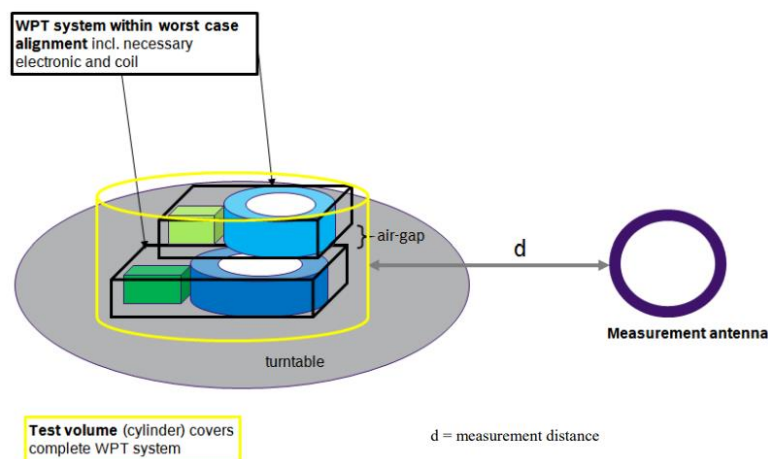 WPT system within worst case
alignment incl. necessary
electronic and coil
air-gap
d
Measurement antenna
turntable
Test volume (cylinder) covers
complete WPT system
d = measurement distance